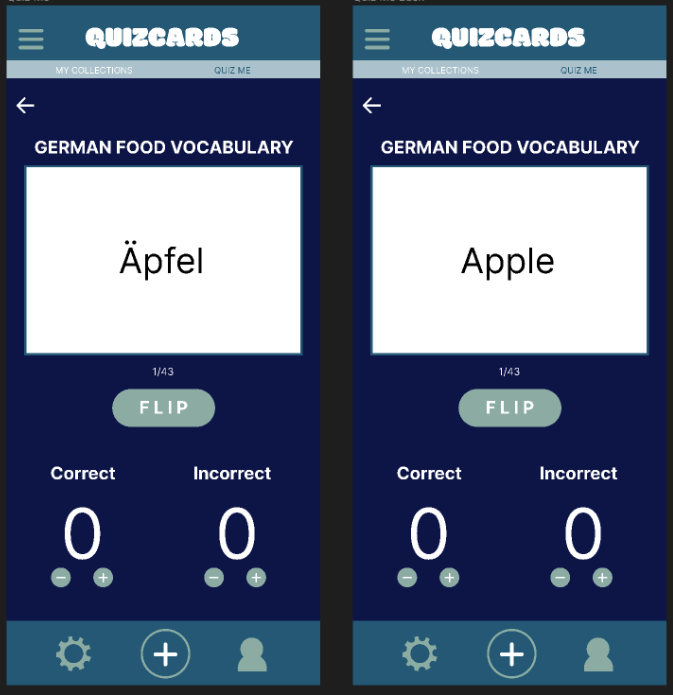 QUIZCARDS
MY COLLECTIONS QUIZ ME
GERMAN FOOD VOCABULARY
Äpfel
1/43
FLIP
Correct Incorrect
0 0
QUIZCARDS
MY COLLECTIONS QUIZ ME
GERMAN FOOD VOCABULARY
Apple
1/43
FLIP
Correct Incorrect
0 0